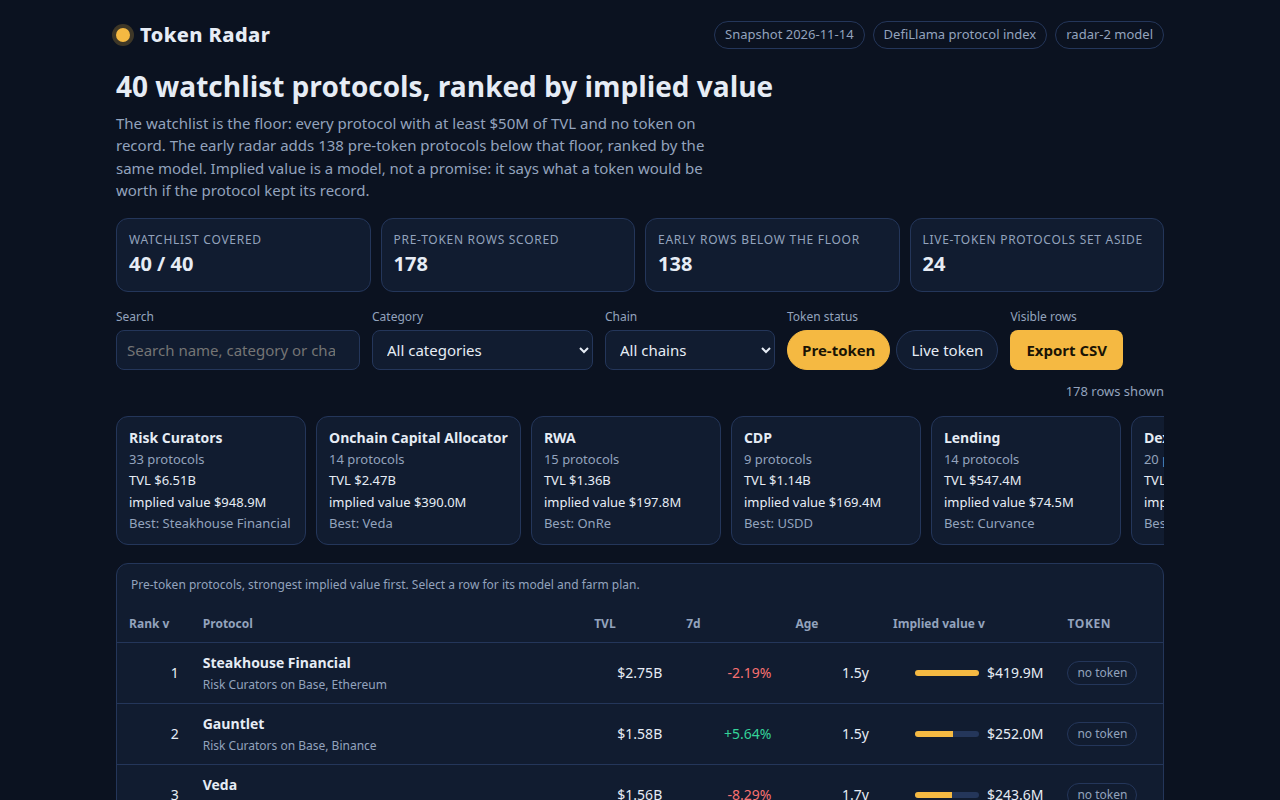 Token Radar
Snapshot 2026-11-14
DefiLlama protocol index
radar-2 model
40 watchlist protocols, ranked by implied value
The watchlist is the floor: every protocol with at least $50M of TVL and no token on
record. The early radar adds 138 pre-token protocols below that floor, ranked by the
same model. Implied value is a model, not a promise: it says what a token would be
worth if the protocol kept its record.
WATCHLIST COVERED
40 / 40
PRE-TOKEN ROWS SCORED
178
EARLY ROWS BELOW THE FLOOR
138
LIVE-TOKEN PROTOCOLS SET ASIDE
24
Search
Search name, category or cha
Category
All categories
Chain
All chains
Token status
Pre-token
Live token
Visible rows
Export CSV
178 rows shown
Risk Curators
33 protocols
TVL $6.51B
implied value $948.9M
Best: Steakhouse Financial
Onchain Capital Allocator
14 protocols
TVL $2.47B
implied value $390.0M
Best: Veda
RWA
15 protocols
TVL $1.36B
implied value $197.8M
Best: OnRe
CDP
9 protocols
TVL $1.14B
implied value $169.4M
Best: USDD
Lending
14 protocols
TVL $547.4M
implied value $74.5M
Best: Curvance
20
TVL
Pre-token protocols, strongest implied value first. Select a row for its model and farm plan.
Rank v Protocol TVL 7d Age Implied value v TOKEN
1 Steakhouse Financial $2.75B -2.19% 1.5y $419.9M no token
Risk Curators on Base, Ethereum
2 Gauntlet $1.58B +5.64% 1.5y $252.0M no token
Risk Curators on Base, Binance
3 Veda $1.56B -8.29% 1.7y $243.6M no token